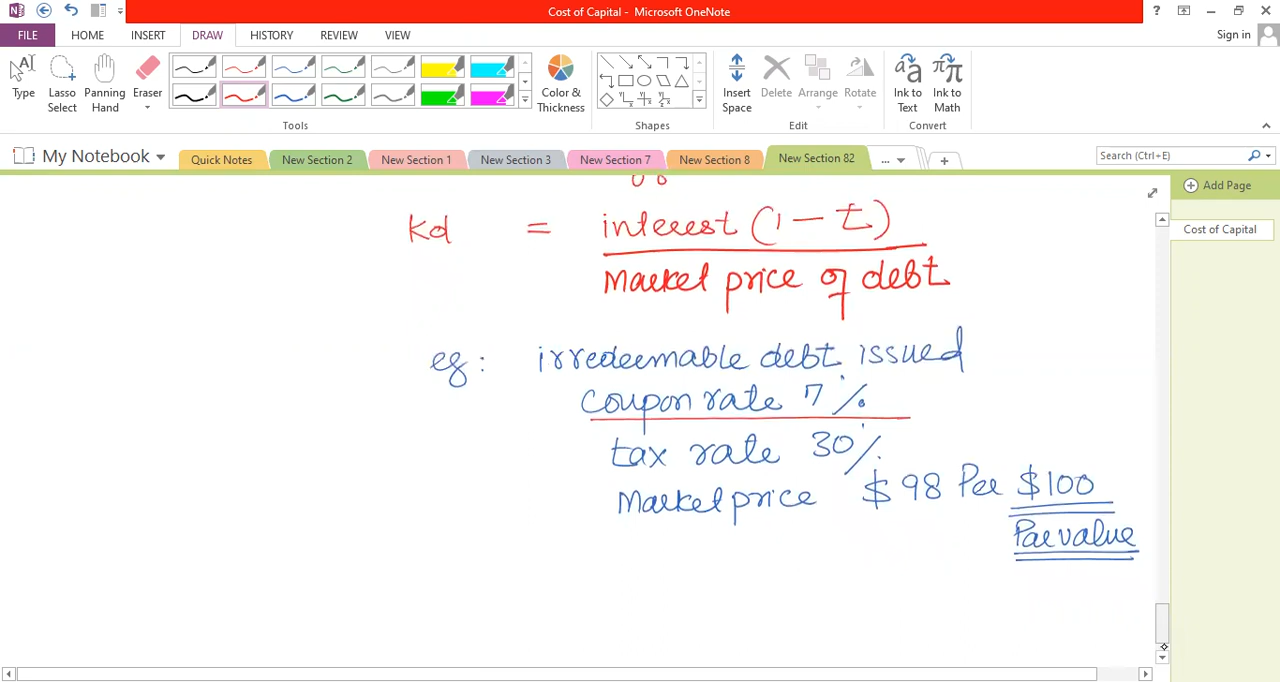 Cost of Capital - Microsoft OneNote
FILE HOME INSERT DRAW HISTORY REVIEW VIEW Sign in
Type Lasso Select Panning Hand Eraser Color & Thickness Insert Space Delete Arrange Rotate Ink to Text Ink to Math
Tools Shapes Edit Convert
My Notebook Quick Notes New Section 2 New Section 1 New Section 3 New Section 7 New Section 8 New Section 82 ... Search (Ctrl+E)
Add Page
Cost of Capital
Kd = interest (1 - t)
Market price of debt
eg: irredeemable debt issued
Coupon rate 7%
tax rate 30%
Market price $98 Per $100
Par value